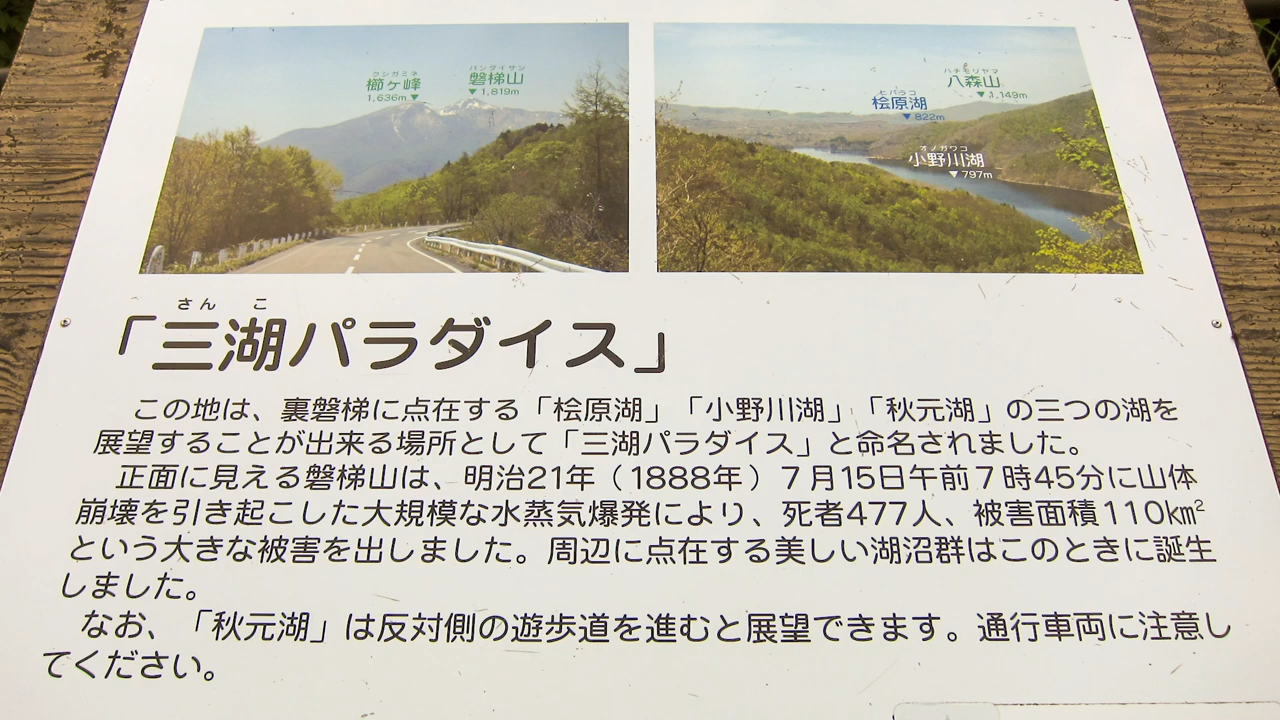 クシガミネ
櫛ヶ峰
1,636m▼
バンダイサン
磐梯山
▼1,819m
ハチモリヤマ
八森山
▼1,149m
ヒバラコ
桧原湖
▼822m
オノガワコ
小野川湖
▼797m
さん こ
「三湖パラダイス」
この地は、裏磐梯に点在する「桧原湖」「小野川湖」「秋元湖」の三つの湖を
展望することが出来る場所として「三湖パラダイス」と命名されました。
正面に見える磐梯山は、明治21年(1888年)7月15日午前7時45分に山体
崩壊を引き起こした大規模な水蒸気爆発により、死者477人、被害面積110km²
という大きな被害を出しました。周辺に点在する美しい湖沼群はこのときに誕生
しました。
なお、「秋元湖」は反対側の遊歩道を進むと展望できます。通行車両に注意し
てください。